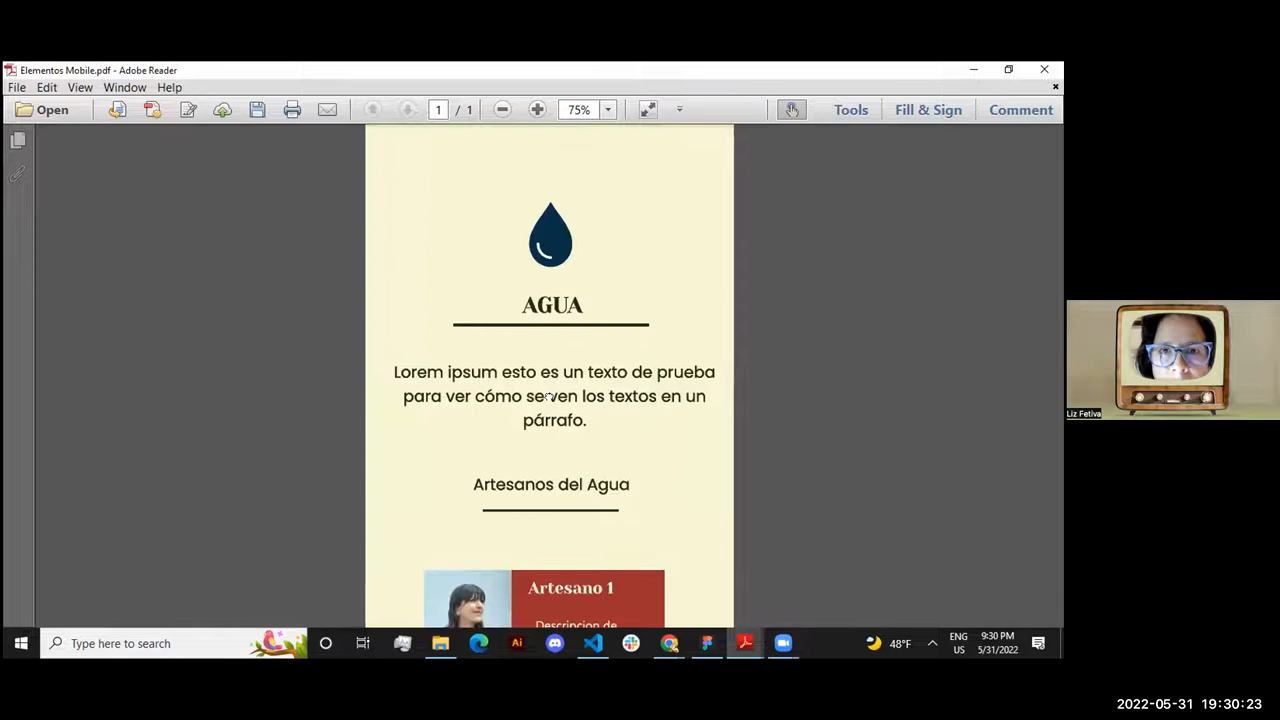 Elementos Mobile.pdf - Adobe Reader
File Edit View Window Help
Open 1 / 1 75% Tools Fill & Sign Comment
AGUA
Lorem ipsum esto es un texto de prueba
para ver cómo se ven los textos en un
párrafo.
Artesanos del Agua
Artesano 1
Descripcion de
Liz Fetiva
Type here to search
Ai
48°F
ENG
US
9:30 PM
5/31/2022
2022-05-31 19:30:23